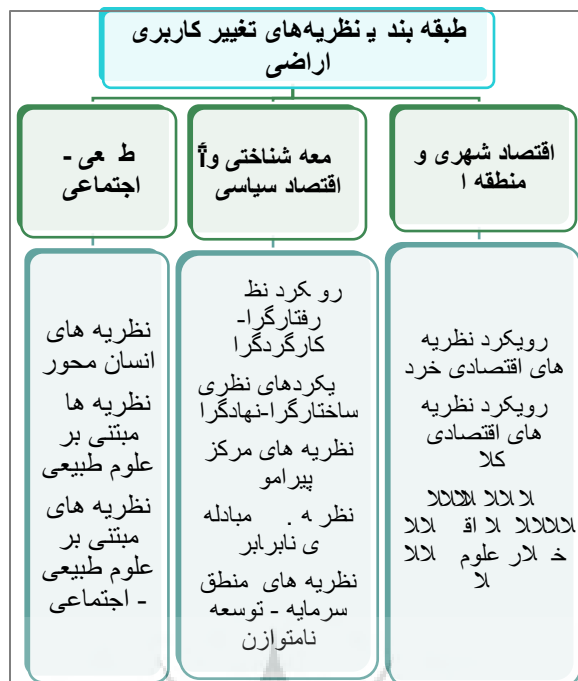 طبقه بند ی نظریه‌های تغییر کاربری
اراضی
اقتصاد شهری و
منطقه ا
معه شناختی و
اقتصاد سیاسی
ط عی -
اجتماعی
رویکرد نظریه
های اقتصادی خرد
رویکرد نظریه
های اقتصادی
کلا
علوم
رو کرد نظ
رفتارگرا-
کارگردگرا
یکردهای نظری
ساختارگرا-نهادگرا
نظریه های مرکز
پیرامو
نظر ه . مبادله
ی نابرابر
نظریه های منطق
سرمایه - توسعه
نامتوازن
نظریه های
انسان محور
نظریه ها
مبتنی بر
علوم طبیعی
نظریه های
مبتنی بر
علوم طبیعی
- اجتماعی